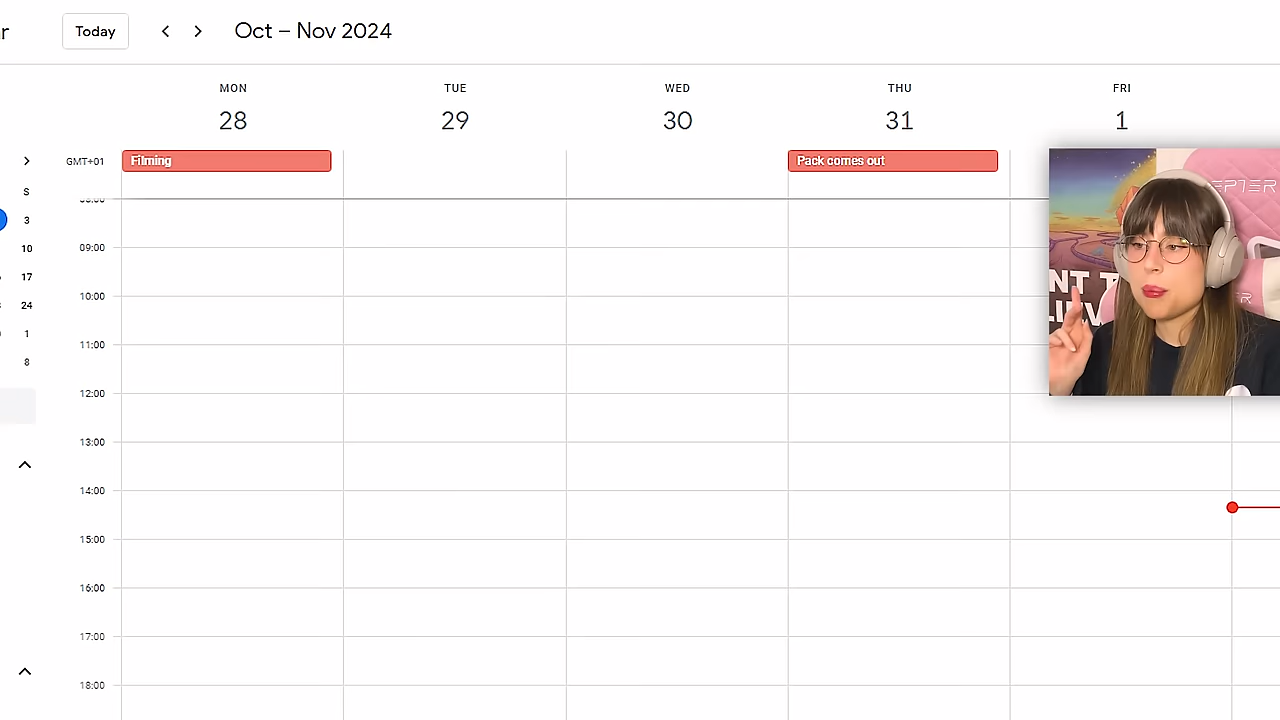 r
Today
Oct – Nov 2024
MON
TUE
WED
THU
FRI
28
29
30
31
1
GMT+01
Filming
Pack comes out
S
3
10
17
24
1
8
09:00
10:00
11:00
12:00
13:00
14:00
15:00
16:00
17:00
18:00